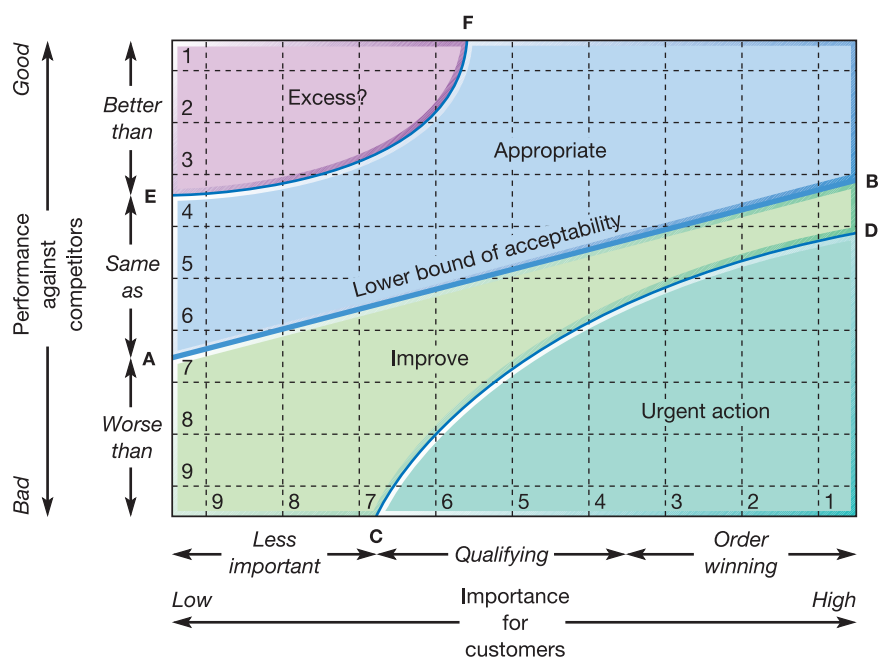 F
Good
Better
than
1
2
3
Excess?
Appropriate
E
B
D
Performance
against
competitors
Same
as
4
5
6
Lower bound of acceptability
A
7
Improve
Worse
than
8
9
Urgent action
Bad
9
8
7
6
5
4
3
2
1
C
Less
important
Qualifying
Order
winning
Low
Importance
for
customers
High